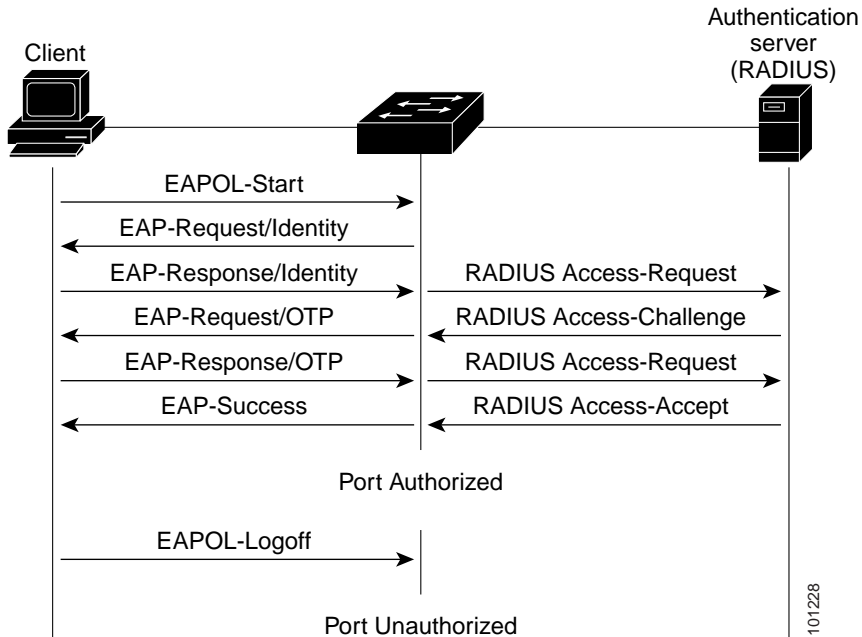 Client
Authentication
server
(RADIUS)
EAPOL-Start
EAP-Request/Identity
EAP-Response/Identity
RADIUS Access-Request
EAP-Request/OTP
RADIUS Access-Challenge
EAP-Response/OTP
RADIUS Access-Request
EAP-Success
RADIUS Access-Accept
Port Authorized
EAPOL-Logoff
Port Unauthorized
101228